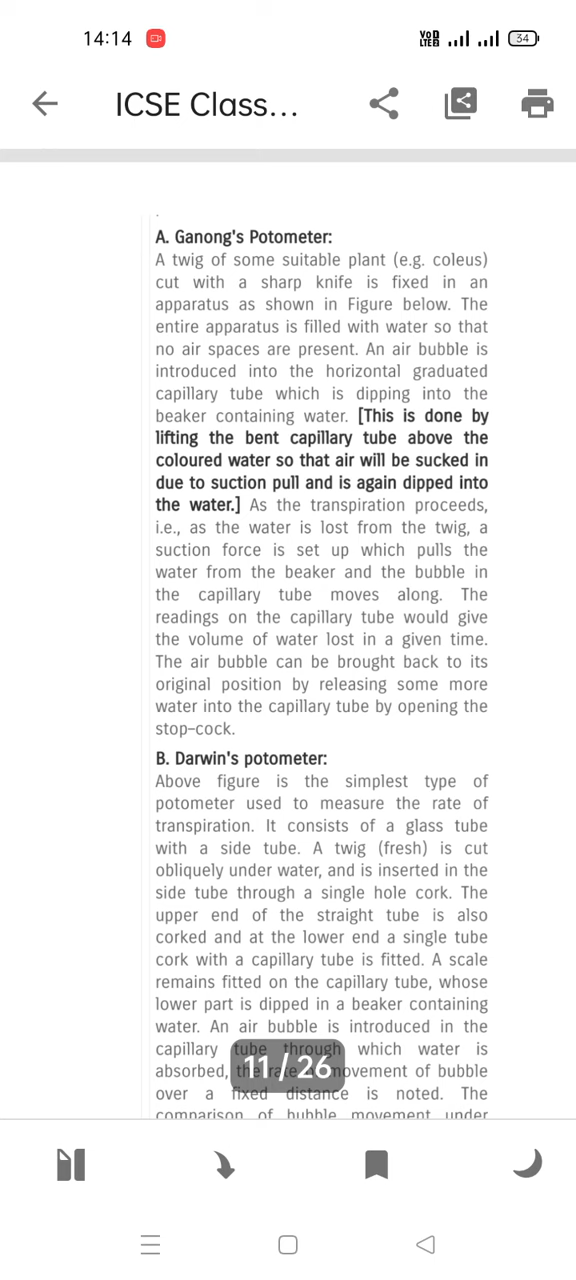 14:14
VoB
LTEB
34
ICSE Class...
A. Ganong's Potometer:
A twig of some suitable plant (e.g. coleus)
cut with a sharp knife is fixed in an
apparatus as shown in Figure below. The
entire apparatus is filled with water so that
no air spaces are present. An air bubble is
introduced into the horizontal graduated
capillary tube which is dipping into the
beaker containing water. [This is done by
lifting the bent capillary tube above the
coloured water so that air will be sucked in
due to suction pull and is again dipped into
the water.] As the transpiration proceeds,
i.e., as the water is lost from the twig, a
suction force is set up which pulls the
water from the beaker and the bubble in
the capillary tube moves along. The
readings on the capillary tube would give
the volume of water lost in a given time.
The air bubble can be brought back to its
original position by releasing some more
water into the capillary tube by opening the
stop-cock.
B. Darwin's potometer:
Above figure is the simplest type of
potometer used to measure the rate of
transpiration. It consists of a glass tube
with a side tube. A twig (fresh) is cut
obliquely under water, and is inserted in the
side tube through a single hole cork. The
upper end of the straight tube is also
corked and at the lower end a single tube
cork with a capillary tube is fitted. A scale
remains fitted on the capillary tube, whose
lower part is dipped in a beaker containing
water. An air bubble is introduced in the
capillary tube through which water is
absorbed, the rate movement of bubble
over a fixed distance is noted. The
comparison of bubble movement under
11 / 26